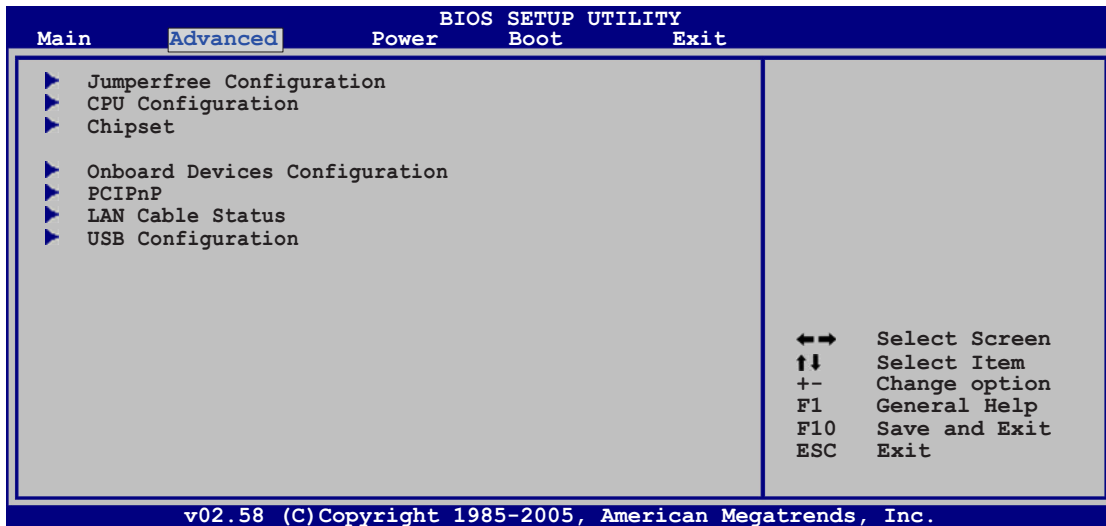 BIOS SETUP UTILITY
Main Advanced Power Boot Exit
Jumperfree Configuration
CPU Configuration
Chipset
Onboard Devices Configuration
PCIPnP
LAN Cable Status
USB Configuration
←→ Select Screen
↑↓ Select Item
+- Change option
F1 General Help
F10 Save and Exit
ESC Exit
v02.58 (C)Copyright 1985-2005, American Megatrends, Inc.